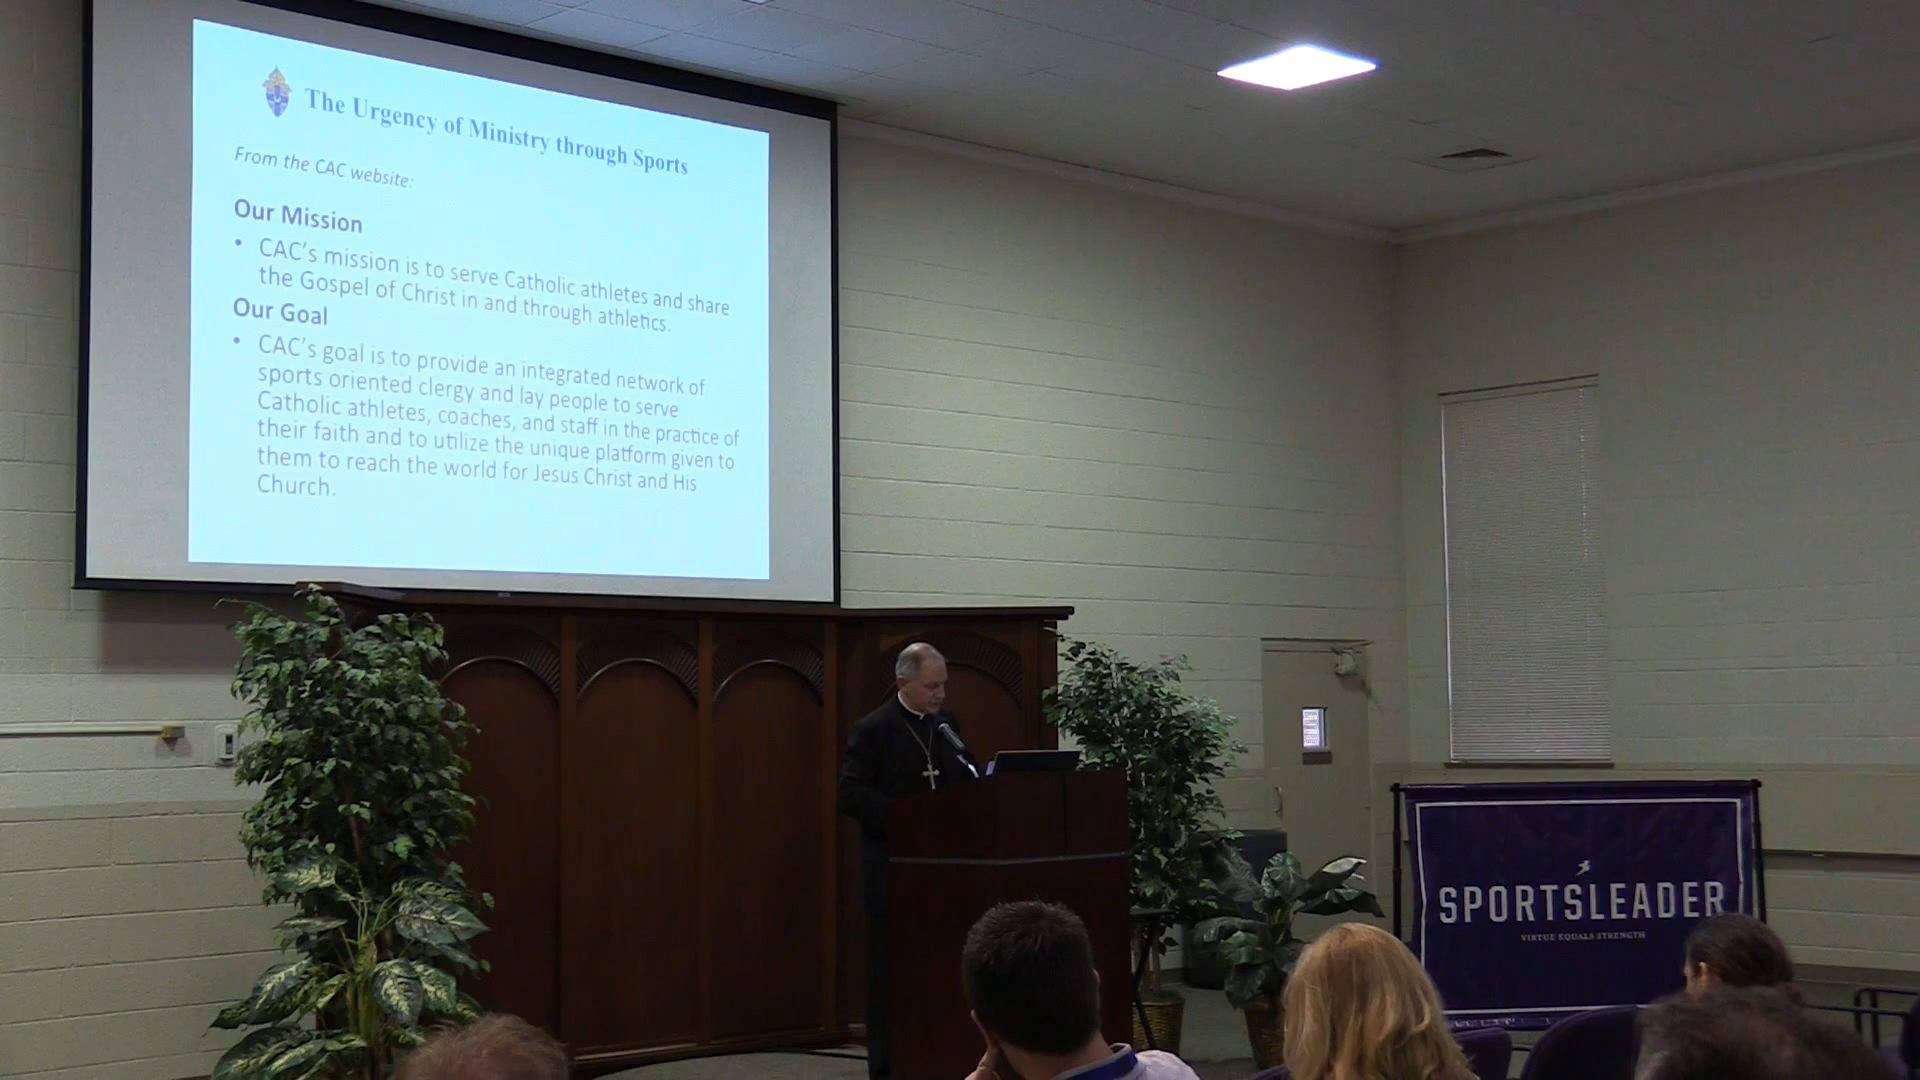 The Urgency of Ministry through Sports
From the CAC website:
Our Mission
• CAC's mission is to serve Catholic athletes and share
the Gospel of Christ in and through athletics.
Our Goal
• CAC's goal is to provide an integrated network of
sports oriented clergy and lay people to serve
Catholic athletes, coaches, and staff in the practice of
their faith and to utilize the unique platform given to
them to reach the world for Jesus Christ and His
Church.
SPORTSLEADER
VIRTUE EQUALS STRENGTH